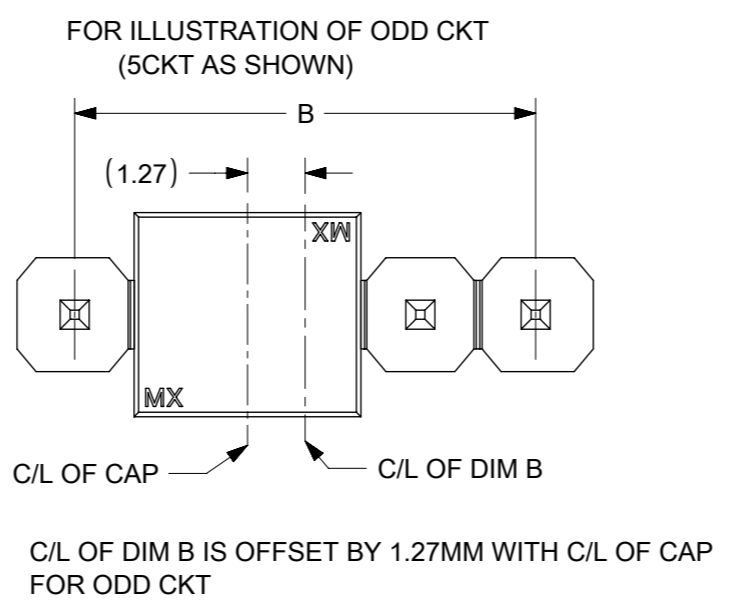 FOR ILLUSTRATION OF ODD CKT
(5CKT AS SHOWN)
B
(1.27)
MX
MX
C/L OF CAP
C/L OF DIM B
C/L OF DIM B IS OFFSET BY 1.27MM WITH C/L OF CAP
FOR ODD CKT